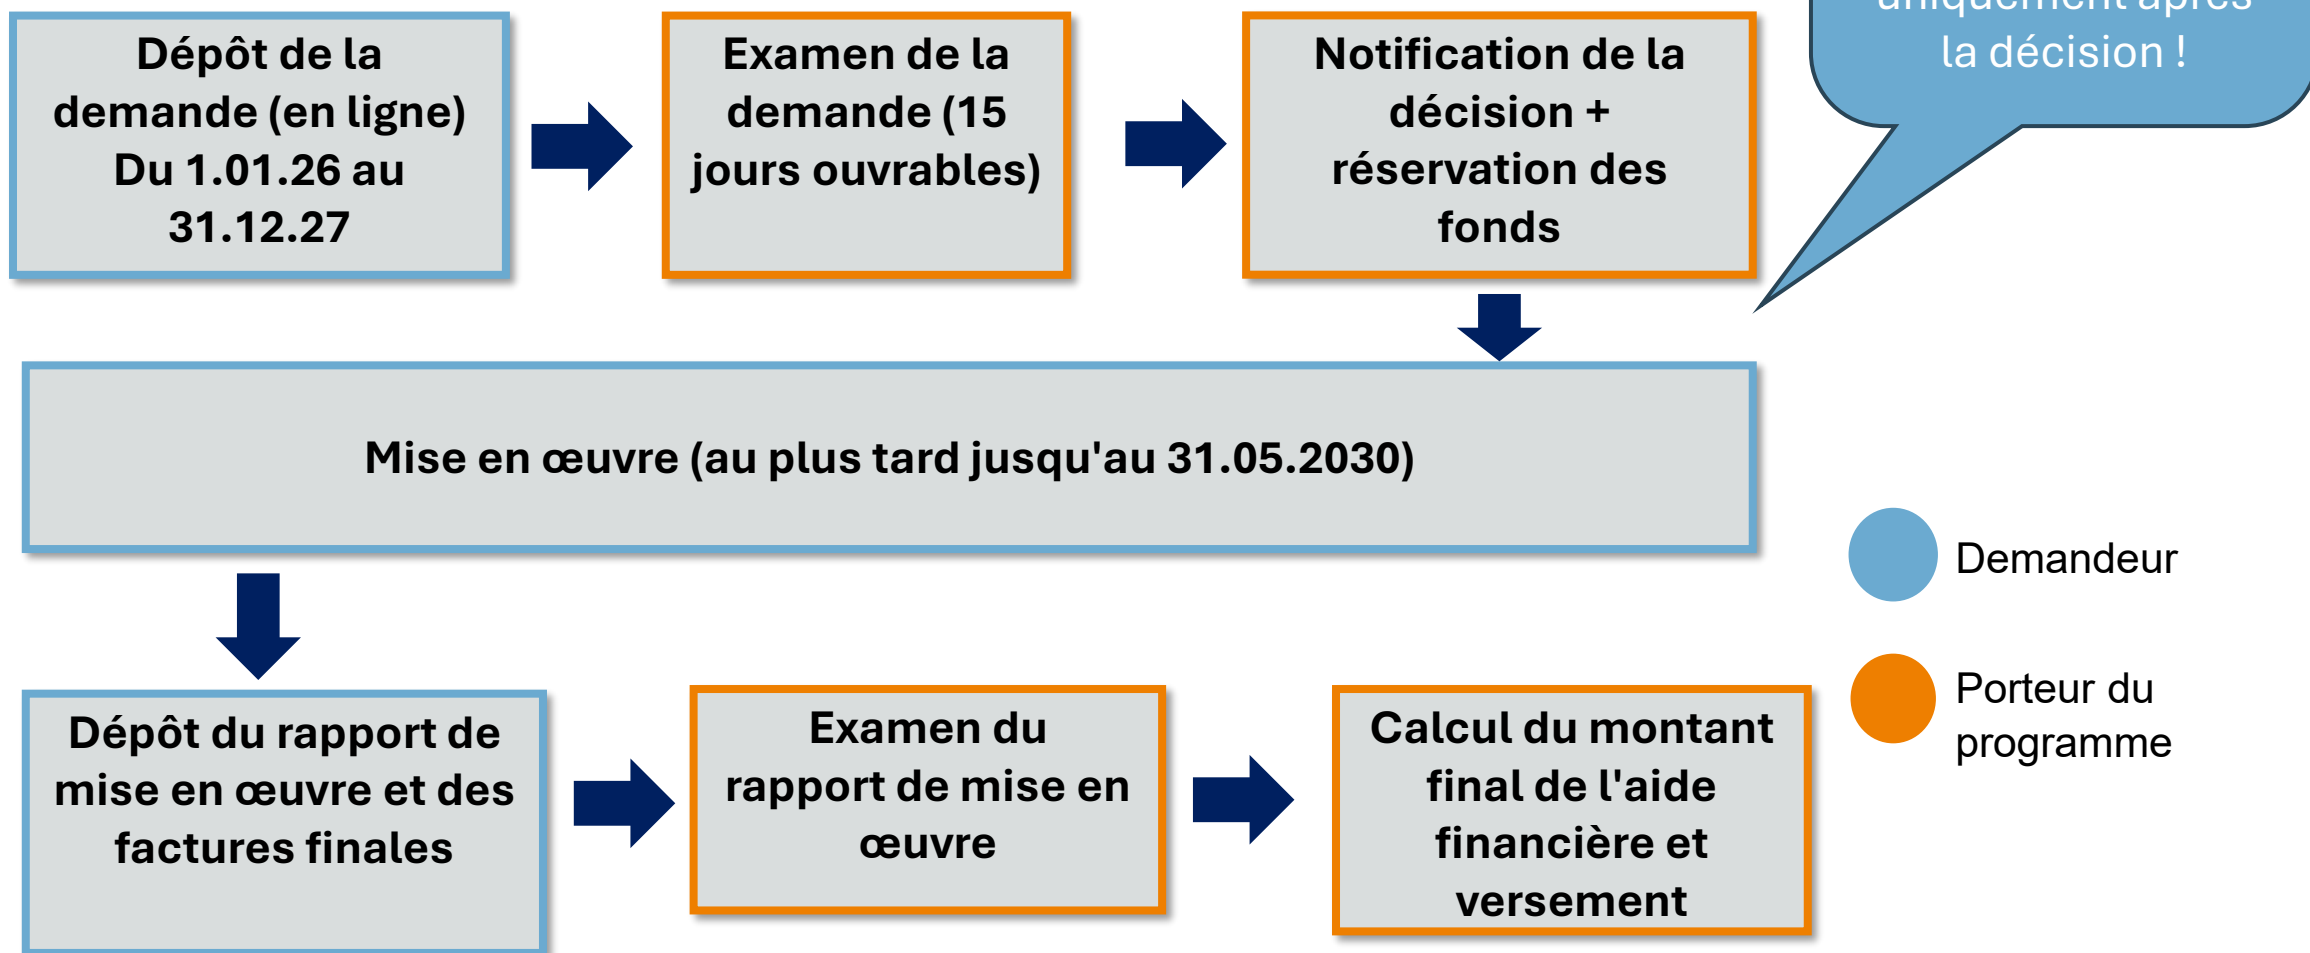 Dépôt de la
demande (en ligne)
Du 1.01.26 au
31.12.27
Examen de la
demande (15
jours ouvrables)
Notification de la
décision +
réservation des
fonds
uniquement après
la décision !
Mise en œuvre (au plus tard jusqu'au 31.05.2030)
Demandeur
Porteur du
programme
Dépôt du rapport de
mise en œuvre et des
factures finales
Examen du
rapport de mise en
œuvre
Calcul du montant
final de l'aide
financière et
versement